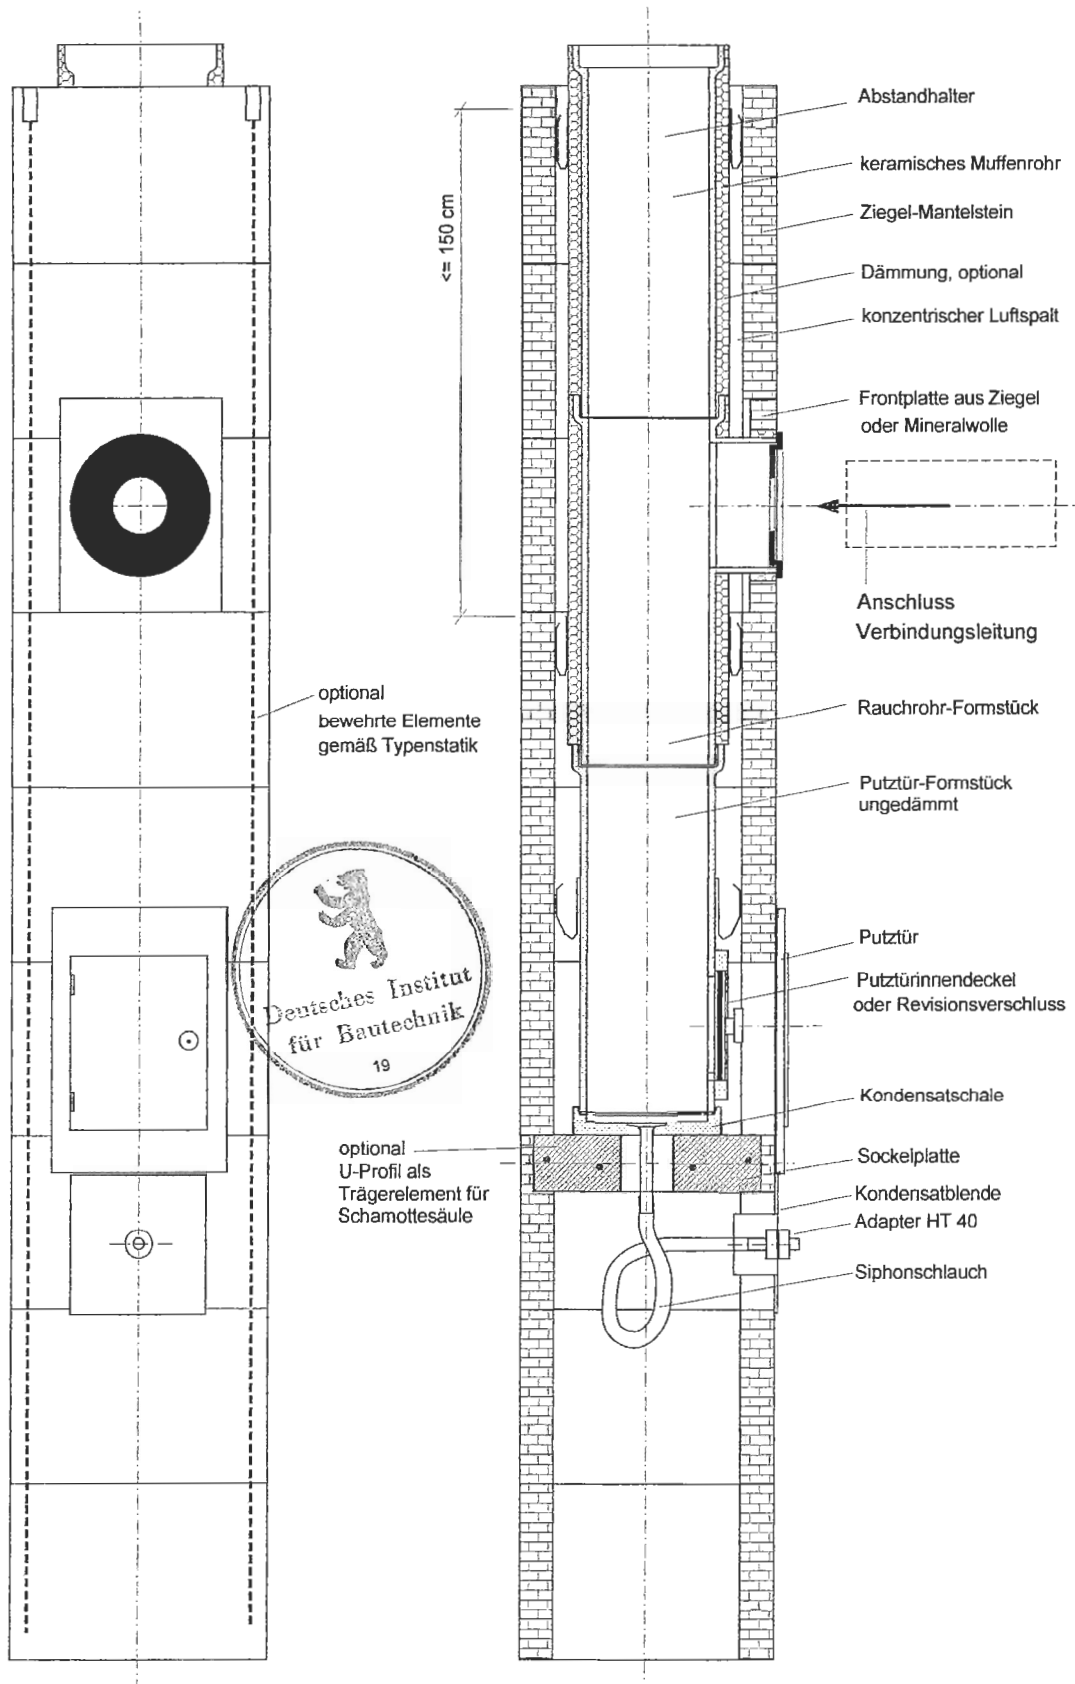 Abstandhalter
keramisches Muffenrohr
Ziegel-Mantelstein
Dämmung, optional
konzentrischer Luftspalt
Frontplatte aus Ziegel
oder Mineralwolle
<= 150 cm
Anschluss
Verbindungsleitung
optional
bewehrte Elemente
gemäß Typenstatik
Rauchrohr-Formstück
Putztür-Formstück
ungedämmt
Deutsches Institut
für Bautechnik
19
Putztür
Putztürinnendeckel
oder Revisionsverschluss
Kondensatschale
optional
U-Profil als
Trägerelement für
Schamottesäule
Sockelplatte
Kondensatblende
Adapter HT 40
Siphonschlauch